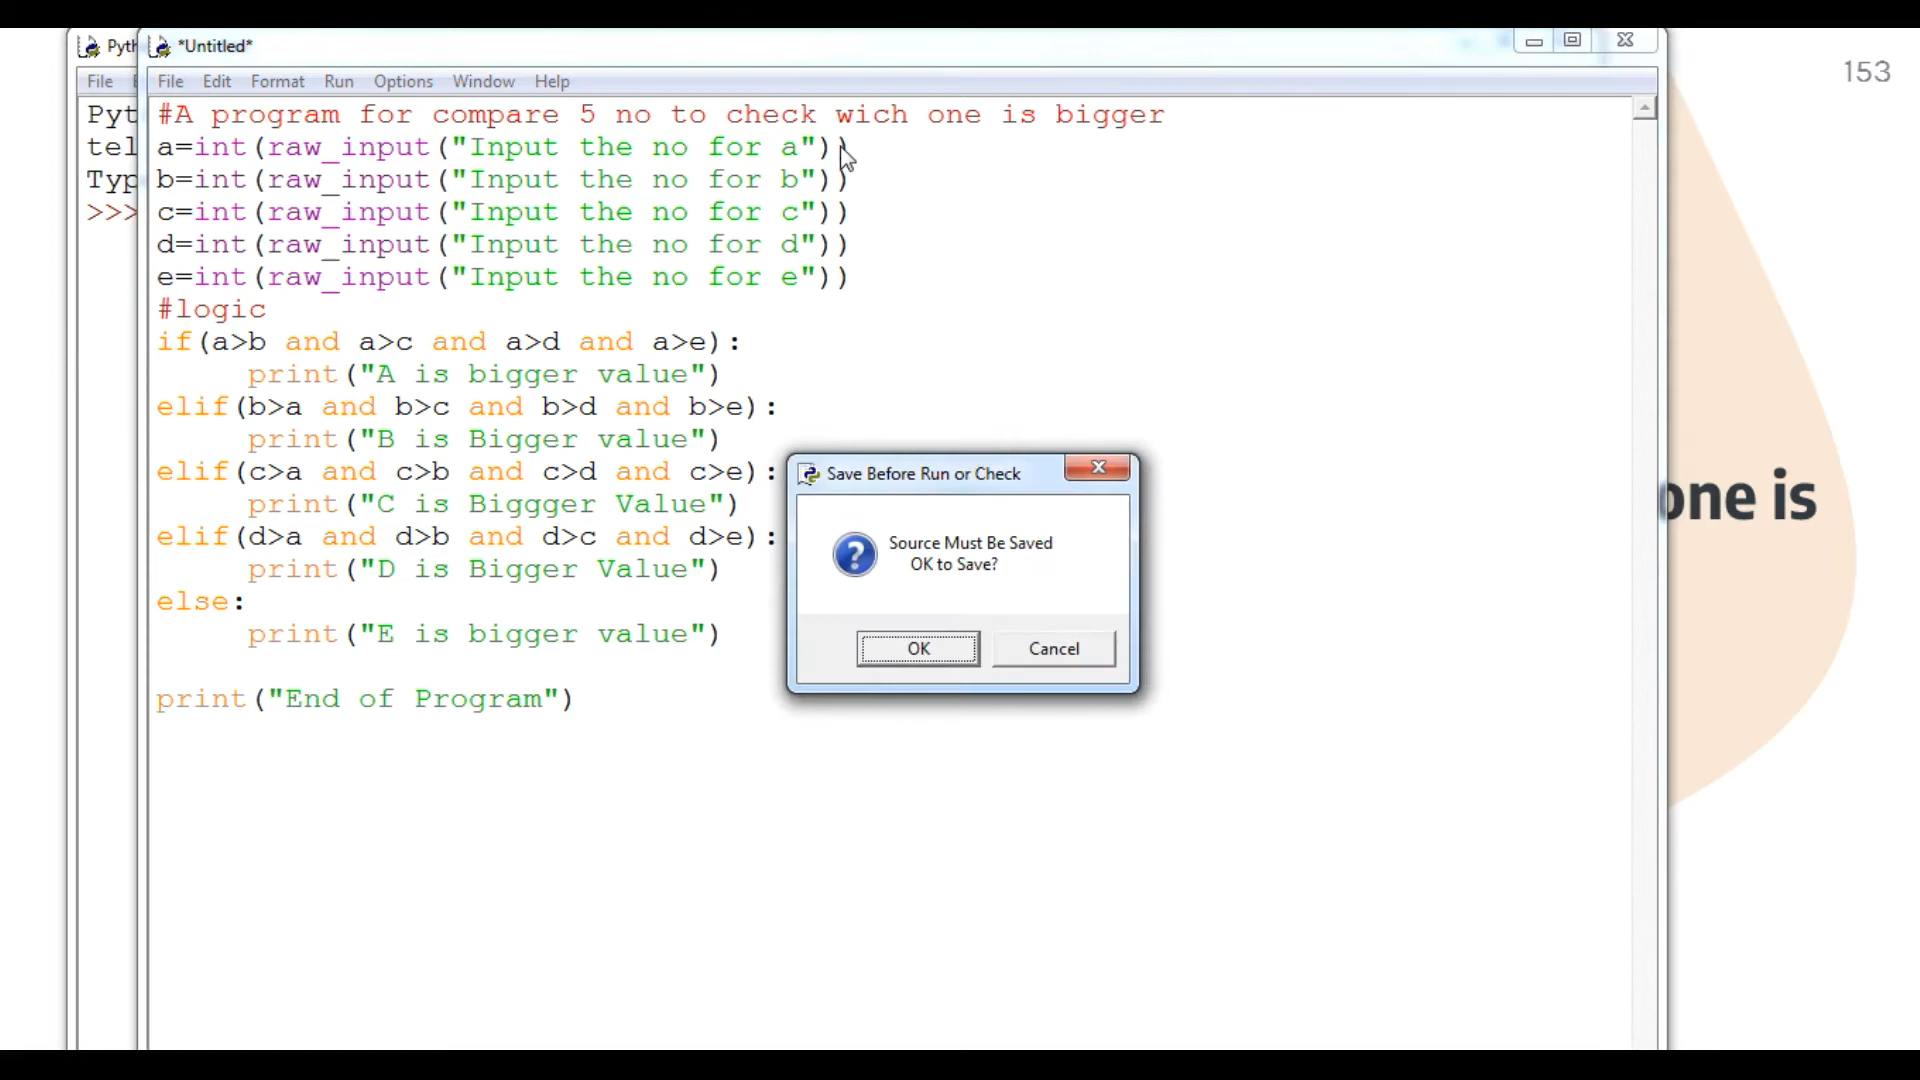 153
Pyth
*Untitled*
File
File Edit Format Run Options Window Help
Pyt
tel
Typ
>>>
#A program for compare 5 no to check wich one is bigger
a=int(raw_input("Input the no for a"))
b=int(raw_input("Input the no for b"))
c=int(raw_input("Input the no for c"))
d=int(raw_input("Input the no for d"))
e=int(raw_input("Input the no for e"))
#logic
if(a>b and a>c and a>d and a>e):
print("A is bigger value")
elif(b>a and b>c and b>d and b>e):
print("B is Bigger value")
elif(c>a and c>b and c>d and c>e):
print("C is Biggger Value")
elif(d>a and d>b and d>c and d>e):
print("D is Bigger Value")
else:
print("E is bigger value")
print("End of Program")
Save Before Run or Check
Source Must Be Saved
OK to Save?
OK Cancel
one is